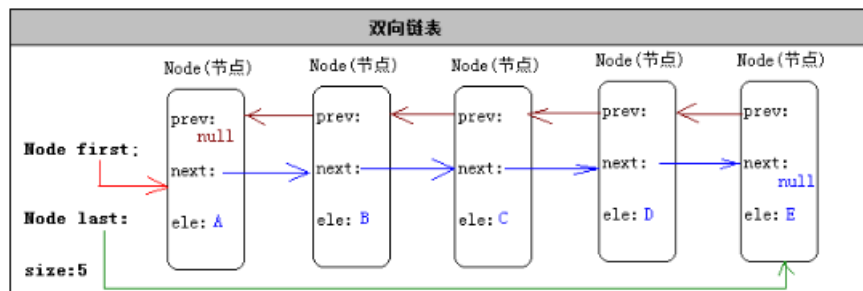 双向链表
Node(节点) Node(节点) Node(节点) Node(节点) Node(节点)
prev: prev: prev: prev: prev:
null
Node first;
next: next: next: next: next:
null
Node last:
ele: A ele: B ele: C ele: D ele: E
size:5